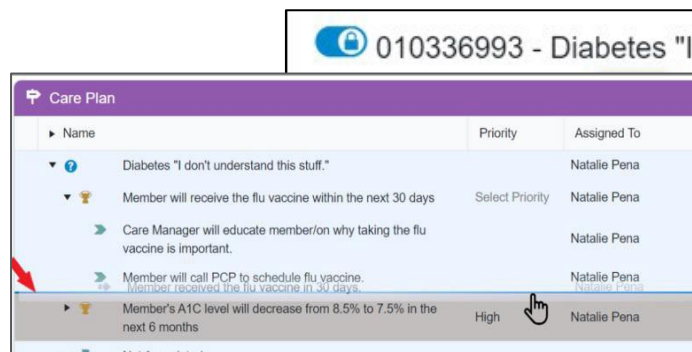 010336993 - Diabetes "I
Care Plan
Name Priority Assigned To
Diabetes "I don't understand this stuff." Natalie Pena
Member will receive the flu vaccine within the next 30 days Select Priority Natalie Pena
Care Manager will educate member/on why taking the flu
vaccine is important. Natalie Pena
Member will call PCP to schedule flu vaccine. Natalie Pena
Member received the flu vaccine in 30 days. Natalie Pena
Member's A1C level will decrease from 8.5% to 7.5% in the
next 6 months High Natalie Pena